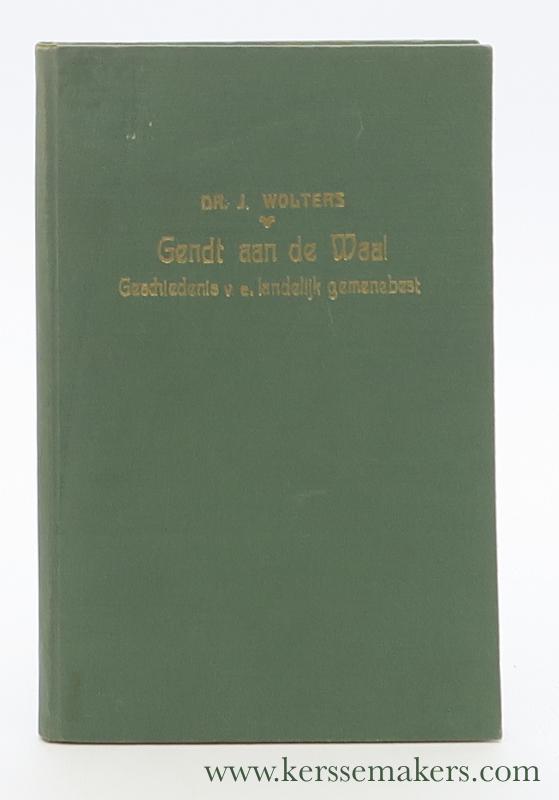 DR. J. WOLTERS
Gendt aan de Waal
Geschiedenis v. e. landelijk gemenebest
www.kerssemakers.com